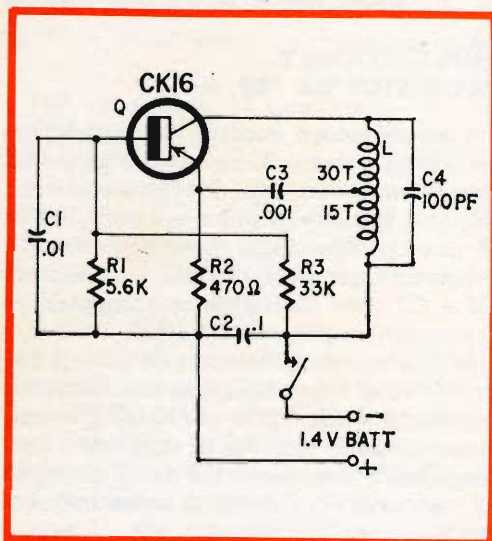 CK16
Q
L
30T
15T
C3
.001
C4
100PF
C1
.01
R1
5.6K
R2
470Ω
R3
33K
C2 .1
−
1.4V BATT
+